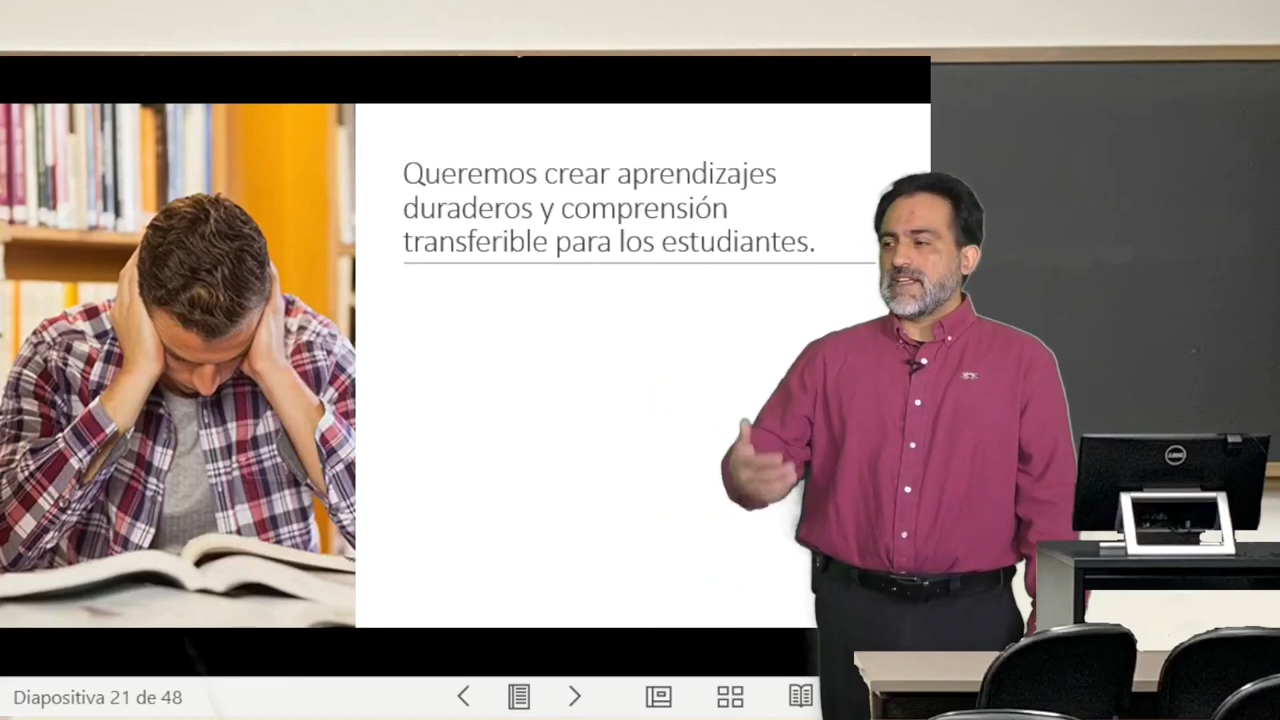 Queremos crear aprendizajes
duraderos y comprensión
transferible para los estudiantes.
Diapositiva 21 de 48